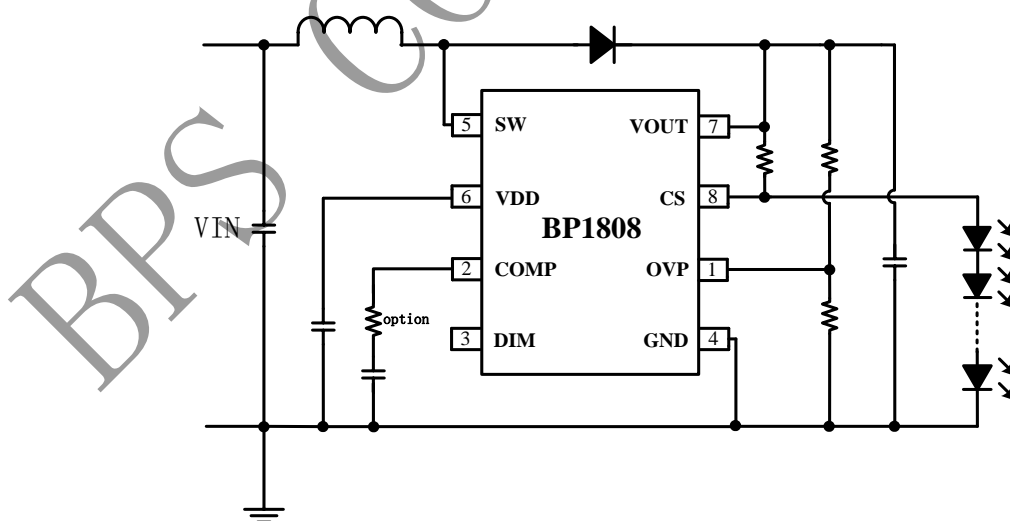 5 SW VOUT 7
VIN 6 VDD CS 8
BP1808
2 COMP OVP 1
option
3 DIM GND 4
BPS